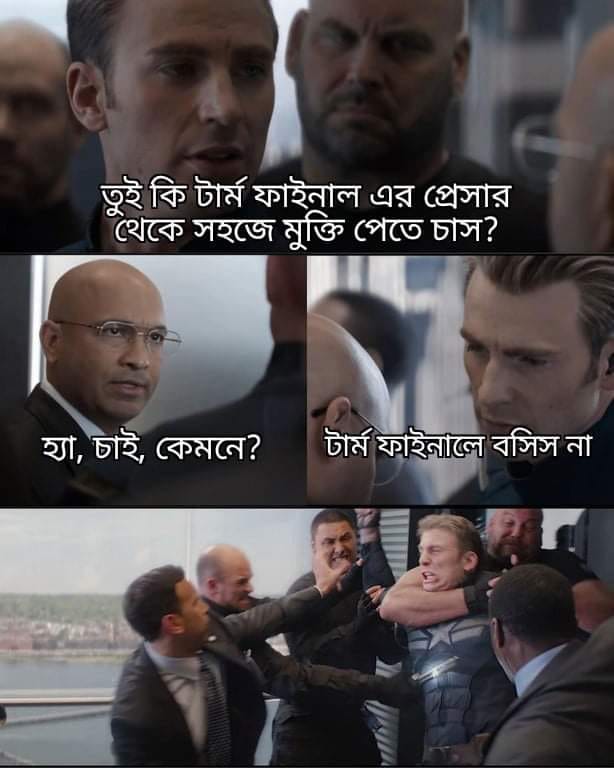 তুই কি টার্ম ফাইনাল এর প্রেসার
থেকে সহজে মুক্তি পেতে চাস?
হ্যা, চাই, কেমনে?
টার্ম ফাইনালে বসিস না